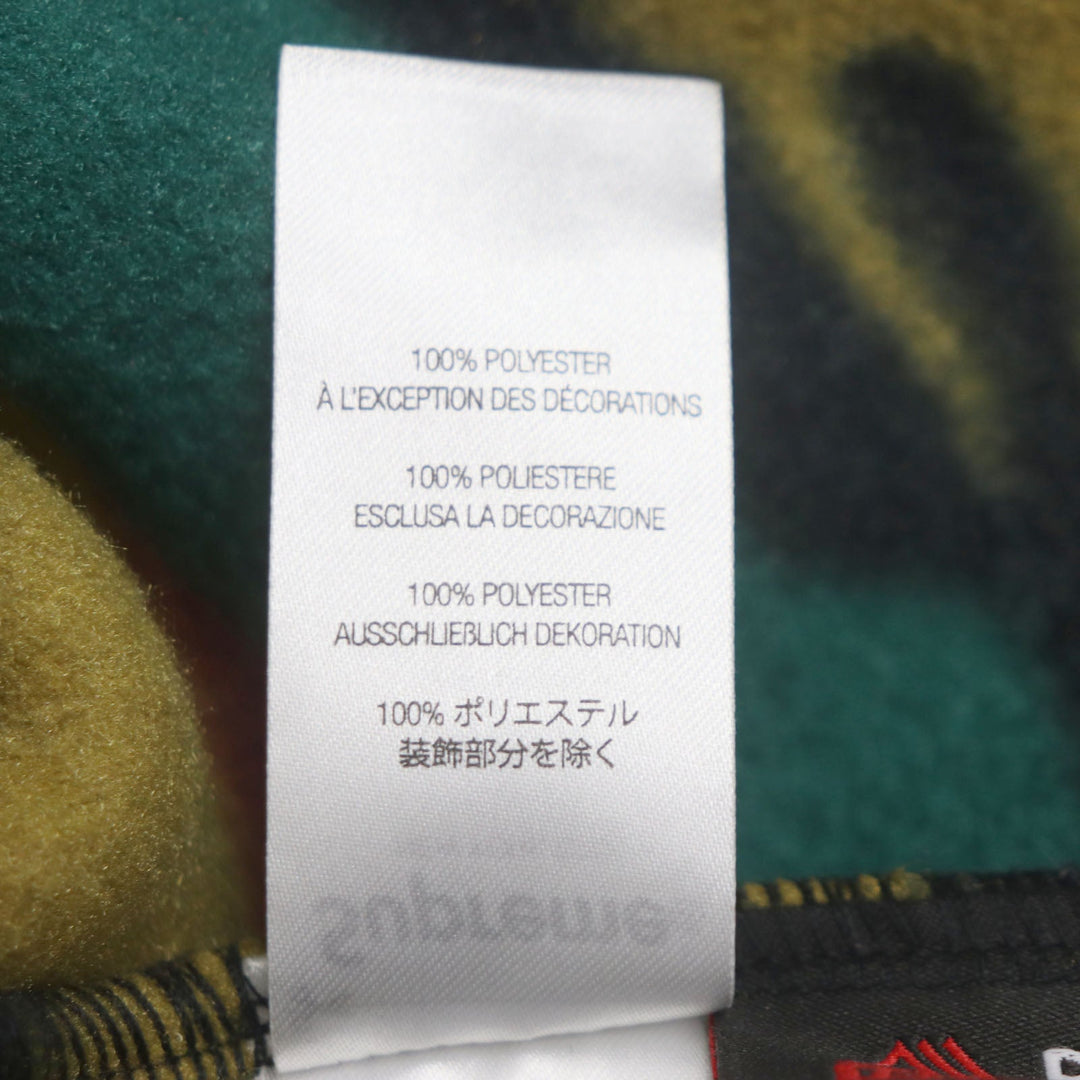 100% POLYESTER
À L'EXCEPTION DES DÉCORATIONS
100% POLIESTERE
ESCLUSA LA DECORAZIONE
100% POLYESTER
AUSSCHLIEßLICH DEKORATION
100% ポリエステル
装飾部分を除く
Supreme